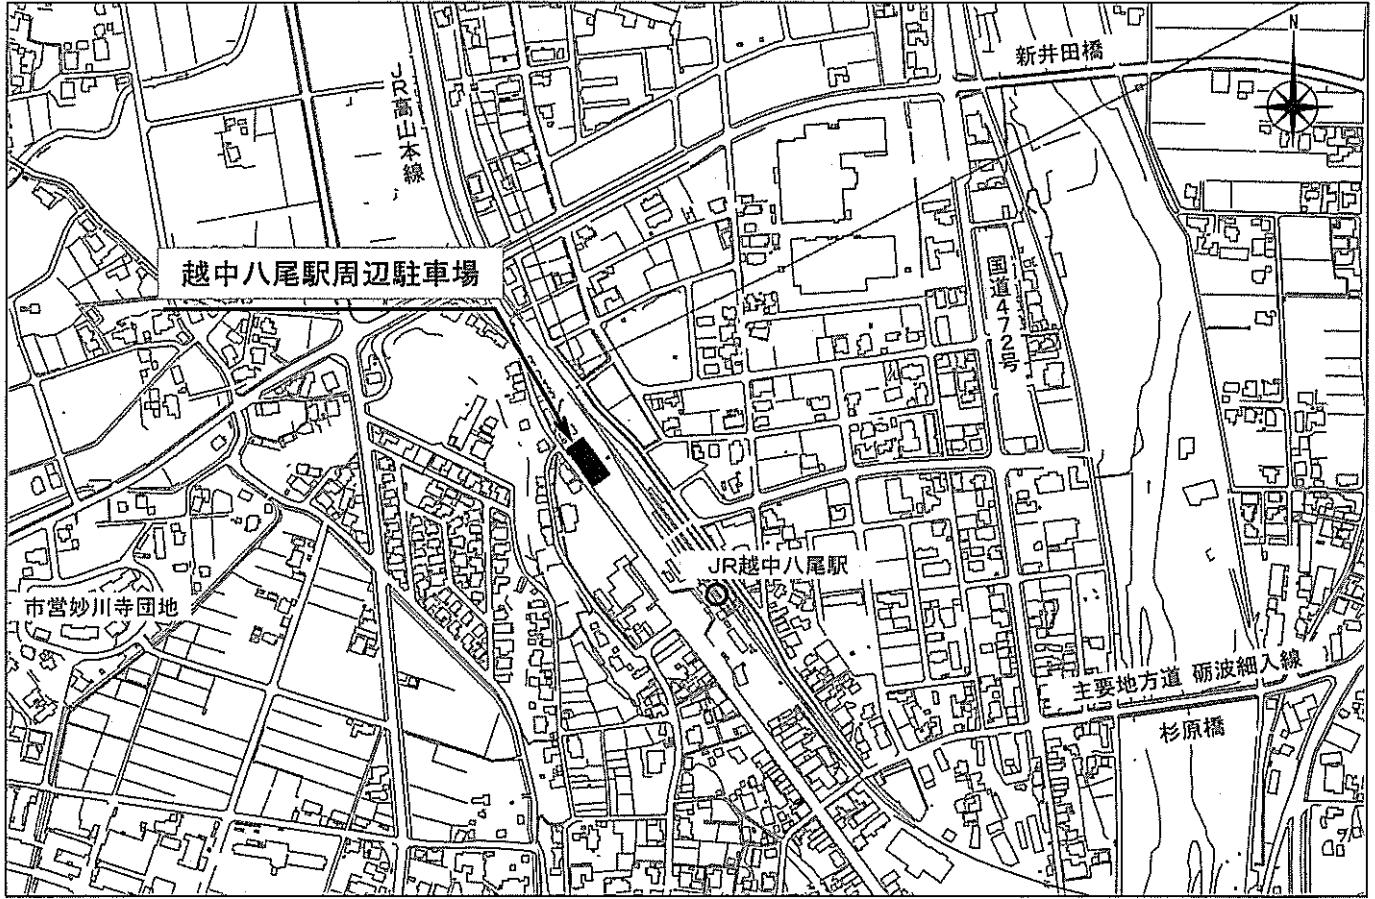 N
新井田橋
JR高山本線
越中八尾駅周辺駐車場
国道472号
JR越中八尾駅
市営妙川寺団地
主要地方道 砺波細入線
杉原橋